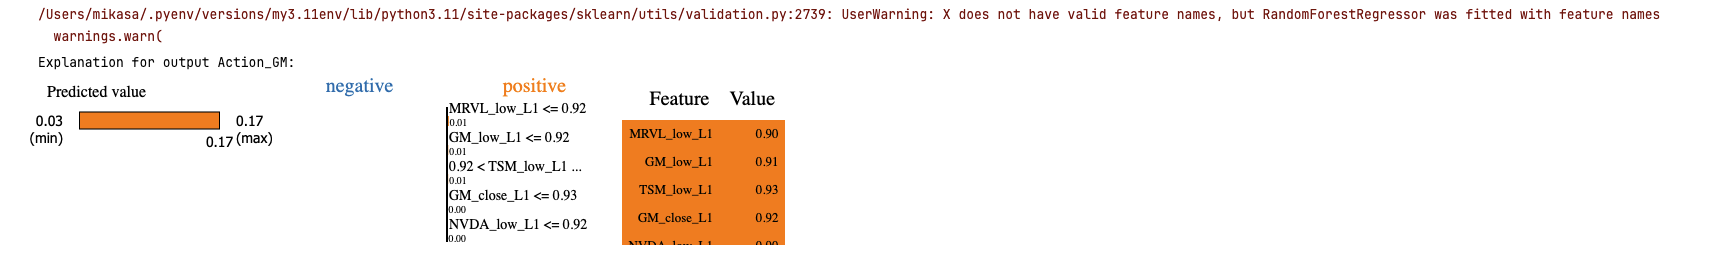 /Users/mikasa/.pyenv/versions/my3.11env/lib/python3.11/site-packages/sklearn/utils/validation.py:2739: UserWarning: X does not have valid feature names, but RandomForestRegressor was fitted with feature names
warnings.warn(
Explanation for output Action_GM:
Predicted value
0.03
(min)
0.17
(max)
0.17
negative
positive
MRVL_low_L1 <= 0.92
0.01
GM_low_L1 <= 0.92
0.01
0.92 < TSM_low_L1 ...
0.01
GM_close_L1 <= 0.93
0.00
NVDA_low_L1 <= 0.92
0.00
Feature Value
MRVL_low_L1 0.90
GM_low_L1 0.91
TSM_low_L1 0.93
GM_close_L1 0.92
NVDA_low_L1